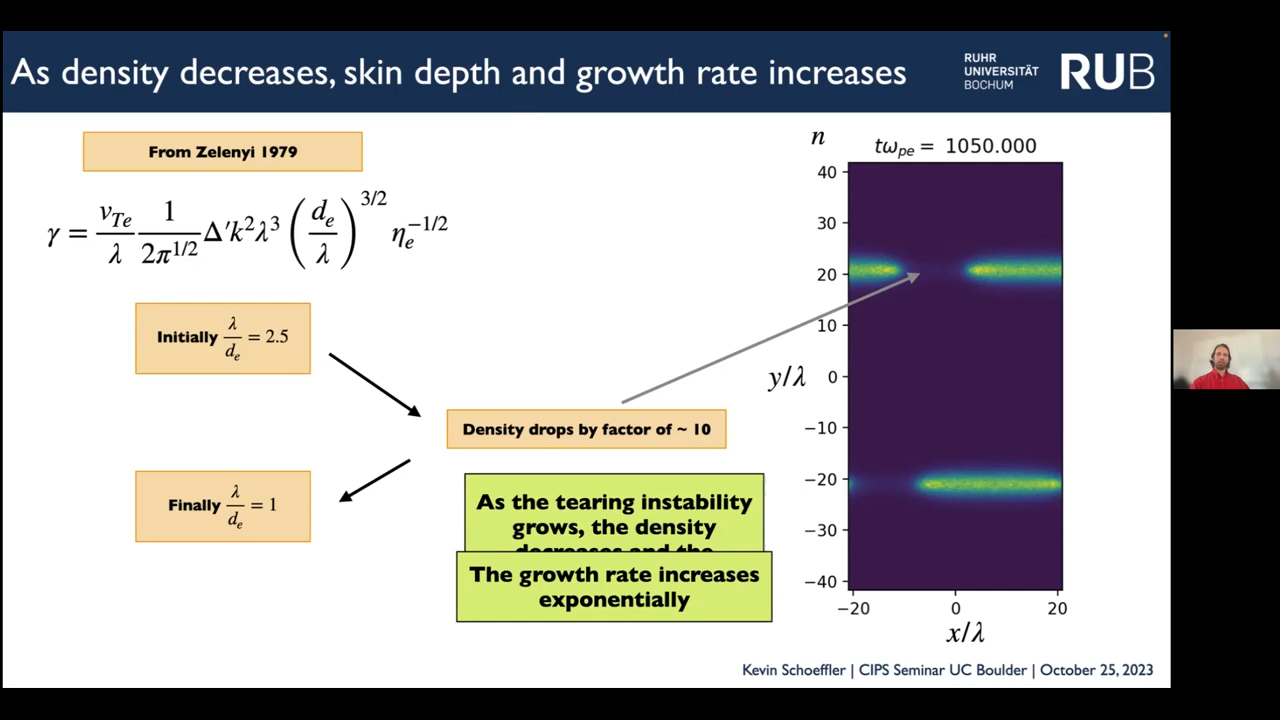 As density decreases, skin depth and growth rate increases
RUHR
UNIVERSITÄT
BOCHUM
RUB
From Zelenyi 1979
γ = v_Te/λ 1/2π^1/2 Δ′k²λ³ (d_e/λ)^3/2 η_e^−1/2
Initially λ/d_e = 2.5
Density drops by factor of ~ 10
Finally λ/d_e = 1
As the tearing instability
grows, the density
decreases and the
The growth rate increases
exponentially
n
tω_pe = 1050.000
40
30
20
10
y/λ
0
−10
−20
−30
−40
−20 0 20
x/λ
Kevin Schoeffler | CIPS Seminar UC Boulder | October 25, 2023